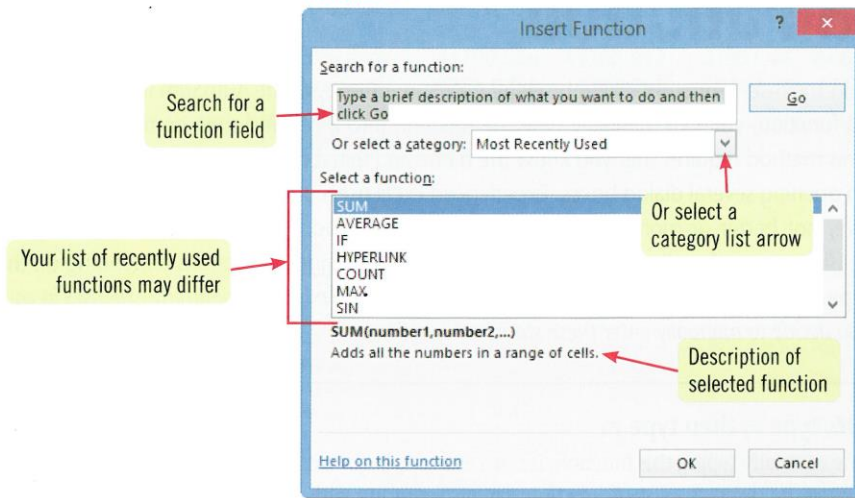 Insert Function
?
×
Search for a function:
Type a brief description of what you want to do and then
click Go
Go
Or select a category: Most Recently Used
Select a function:
SUM
AVERAGE
IF
HYPERLINK
COUNT
MAX
SIN
SUM(number1,number2,...)
Adds all the numbers in a range of cells.
Help on this function
OK
Cancel
Search for a
function field
Your list of recently used
functions may differ
Or select a
category list arrow
Description of
selected function